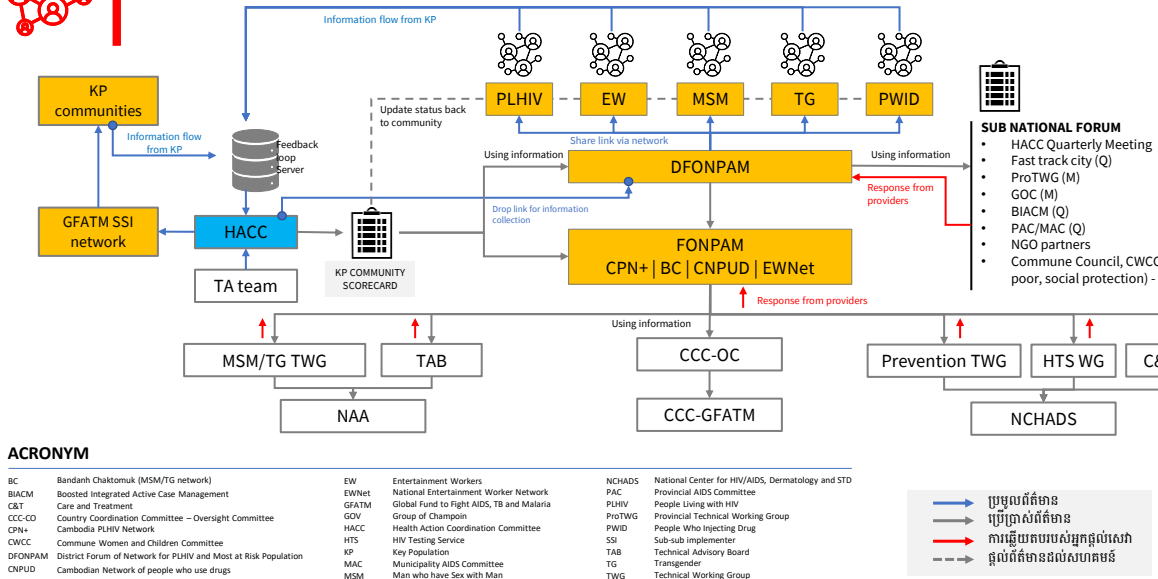 Information flow from KP
KP
communities
PLHIV
EW
MSM
TG
PWID
Update status back
to community
Information flow
from KP
Feedback
loop
Server
Share link via network
Using information
DFONPAM
Using information
Response from
providers
SUB NATIONAL FORUM
• HACC Quarterly Meeting
• Fast track city (Q)
• ProTWG (M)
• GOC (M)
• BIACM (Q)
• PAC/MAC (Q)
• NGO partners
• Commune Council, CWCC
poor, social protection) -
GFATM SSI
network
HACC
Drop link for information
collection
FONPAM
CPN+ | BC | CNPUD | EWNet
TA team
KP COMMUNITY
SCORECARD
Response from providers
Using information
MSM/TG TWG
TAB
CCC-OC
Prevention TWG
HTS WG
C&
NAA
CCC-GFATM
NCHADS
ACRONYM
BC Bandanh Chaktomuk (MSM/TG network)
BIACM Boosted Integrated Active Case Management
C&T Care and Treatment
CCC-CO Country Coordination Committee – Oversight Committee
CPN+ Cambodia PLHIV Network
CWCC Commune Women and Children Committee
DFONPAM District Forum of Network for PLHIV and Most at Risk Population
CNPUD Cambodian Network of people who use drugs
EW Entertainment Workers
EWNet National Entertainment Worker Network
GFATM Global Fund to Fight AIDS, TB and Malaria
GOV Group of Champoin
HACC Health Action Coordination Committee
HTS HIV Testing Service
KP Key Population
MAC Municipality AIDS Committee
MSM Man who have Sex with Man
NCHADS National Center for HIV/AIDS, Dermatology and STD
PAC Provincial AIDS Committee
PLHIV People Living with HIV
ProTWG Provincial Technical Working Group
PWID People Who Injecting Drug
SSI Sub-sub implementer
TAB Technical Advisory Board
TG Transgender
TWG Technical Working Group
ប្រមូលព័ត៌មាន
ប្រើប្រាស់ព័ត៌មាន
ការឆ្លើយតបរបស់អ្នកផ្តល់សេវា
ផ្តល់ព័ត៌មានដល់សហគមន៍